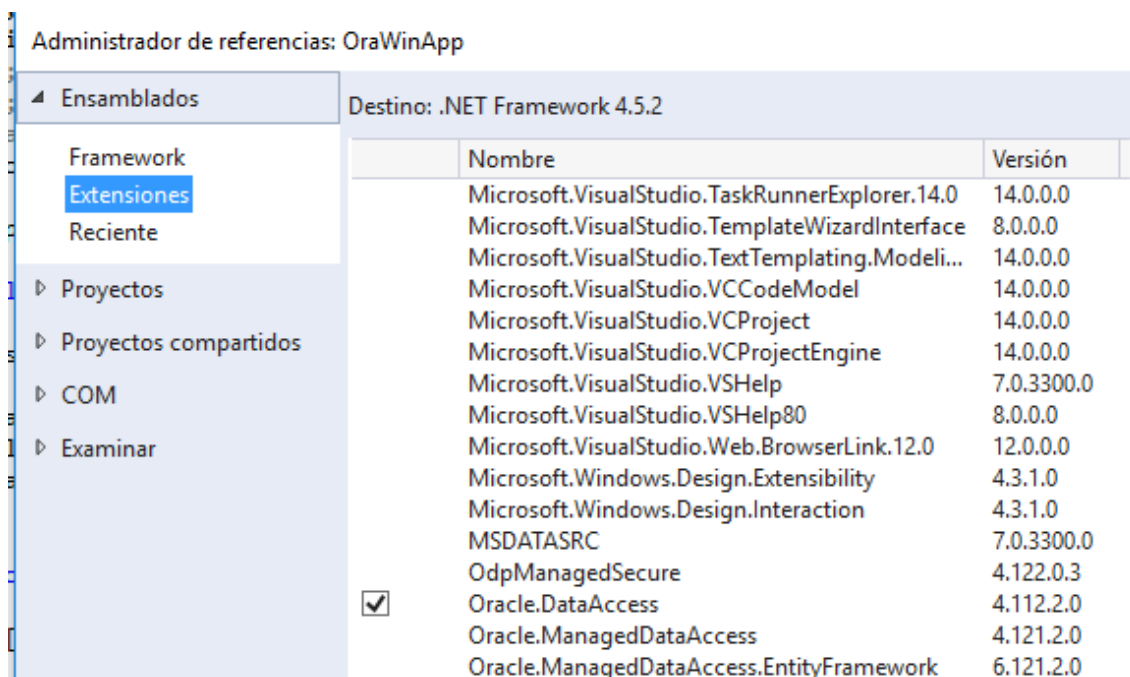 Administrador de referencias: OraWinApp
Ensamblados
Framework
Extensiones
Reciente
Proyectos
Proyectos compartidos
COM
Examinar
Destino: .NET Framework 4.5.2
Nombre Versión
Microsoft.VisualStudio.TaskRunnerExplorer.14.0 14.0.0.0
Microsoft.VisualStudio.TemplateWizardInterface 8.0.0.0
Microsoft.VisualStudio.TextTemplating.Modeli... 14.0.0.0
Microsoft.VisualStudio.VCCodeModel 14.0.0.0
Microsoft.VisualStudio.VCProject 14.0.0.0
Microsoft.VisualStudio.VCProjectEngine 14.0.0.0
Microsoft.VisualStudio.VSHelp 7.0.3300.0
Microsoft.VisualStudio.VSHelp80 8.0.0.0
Microsoft.VisualStudio.Web.BrowserLink.12.0 12.0.0.0
Microsoft.Windows.Design.Extensibility 4.3.1.0
Microsoft.Windows.Design.Interaction 4.3.1.0
MSDATASRC 7.0.3300.0
OdpManagedSecure 4.122.0.3
Oracle.DataAccess 4.112.2.0
Oracle.ManagedDataAccess 4.121.2.0
Oracle.ManagedDataAccess.EntityFramework 6.121.2.0